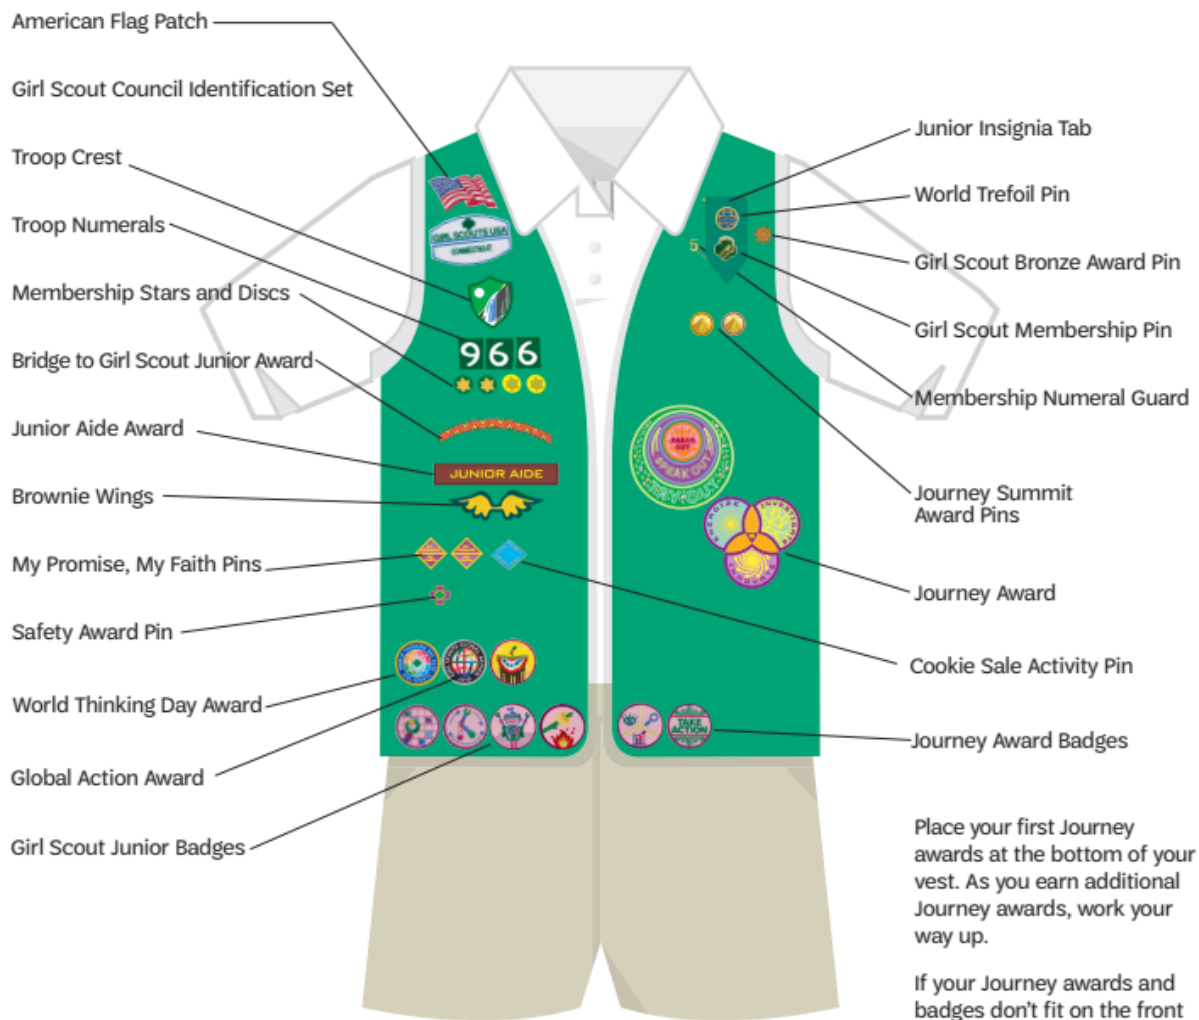 American Flag Patch
Girl Scout Council Identification Set
Troop Crest
Troop Numerals
Membership Stars and Discs
Bridge to Girl Scout Junior Award
Junior Aide Award
Brownie Wings
My Promise, My Faith Pins
Safety Award Pin
World Thinking Day Award
Global Action Award
Girl Scout Junior Badges
GIRL SCOUTS USA
CONNECTICUT
966
JUNIOR AIDE
5
SPEAK OUT
TAKE
ACTION
Junior Insignia Tab
World Trefoil Pin
Girl Scout Bronze Award Pin
Girl Scout Membership Pin
Membership Numeral Guard
Journey Summit
Award Pins
Journey Award
Cookie Sale Activity Pin
Journey Award Badges
Place your first Journey
awards at the bottom of your
vest. As you earn additional
Journey awards, work your
way up.
If your Journey awards and
badges don't fit on the front